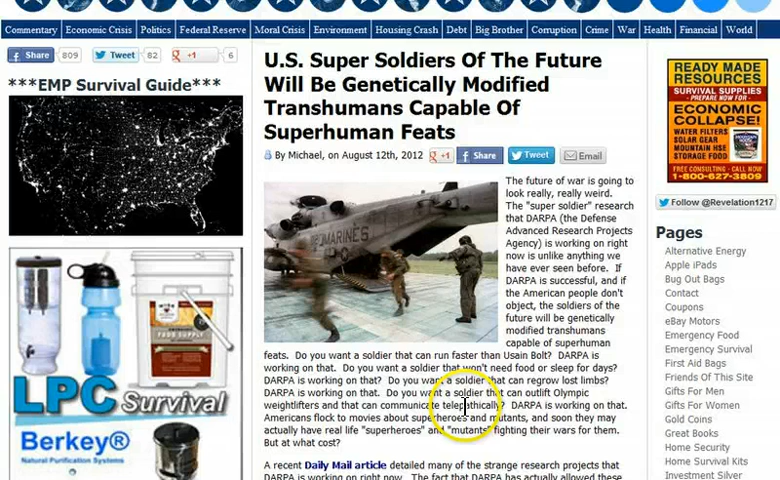 Commentary Economic Crisis Politics Federal Reserve Moral Crisis Environment Housing Crash Debt Big Brother Corruption Crime War Health Financial World
Share 809 Tweet 82 +1 6
***EMP Survival Guide***
LPC Survival
Berkey®
Natural Purification Systems
U.S. Super Soldiers Of The Future
Will Be Genetically Modified
Transhumans Capable Of
Superhuman Feats
By Michael, on August 12th, 2012 +1 Share Tweet Email
MARINES
The future of war is going to
look really, really weird.
The "super soldier" research
that DARPA (the Defense
Advanced Research Projects
Agency) is working on right
now is unlike anything we
have ever seen before. If
DARPA is successful, and if
the American people don't
object, the soldiers of the
future will be genetically
modified transhumans
capable of superhuman
feats. Do you want a soldier that can run faster than Usain Bolt? DARPA is
working on that. Do you want a soldier that won't need food or sleep for days?
DARPA is working on that? Do you want a soldier that can regrow lost limbs?
DARPA is working on that. Do you want a soldier that can outlift Olympic
weightlifters and that can communicate telepathically? DARPA is working on that.
Americans flock to movies about superheroes and mutants, and soon they may
actually have real life "superheroes" and "mutants" fighting their wars for them.
But at what cost?
A recent Daily Mail article detailed many of the strange research projects that
DARPA is working on right now. The fact that DARPA has actually allowed these
READY MADE
RESOURCES
SURVIVAL SUPPLIES
- PREPARE NOW FOR -
ECONOMIC
COLLAPSE!
WATER FILTERS
SOLAR GEAR
MOUNTAIN HSE
STORAGE FOOD
FREE CONSULTING - CALL NOW
1-800-627-3809
Follow @Revelation1217
Pages
Alternative Energy
Apple iPads
Bug Out Bags
Contact
Coupons
eBay Motors
Emergency Food
Emergency Survival
First Aid Bags
Friends Of This Site
Gifts For Men
Gifts For Women
Gold Coins
Great Books
Home Security
Home Survival Kits
Investing
Investment Silver